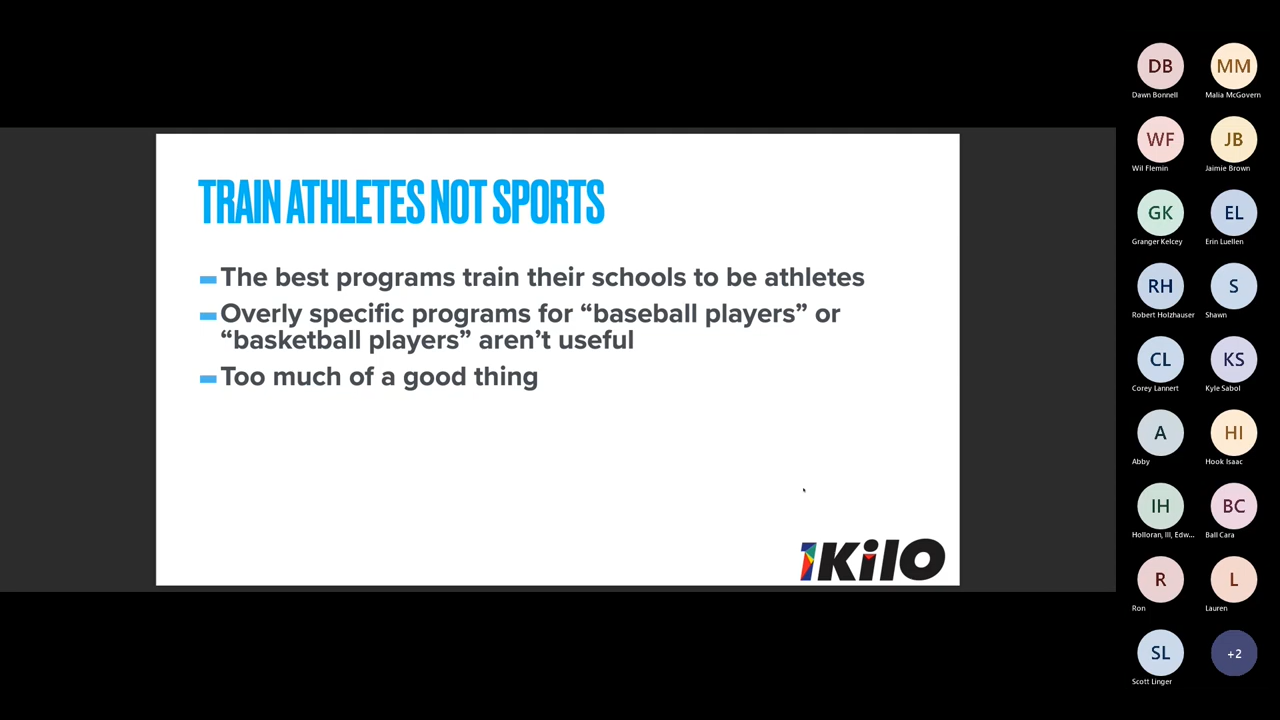 TRAIN ATHLETES NOT SPORTS
The best programs train their schools to be athletes
Overly specific programs for “baseball players” or
“basketball players” aren’t useful
Too much of a good thing
1Kilo
DB
Dawn Bonnell
MM
Malia McGovern
WF
Wil Flemin
JB
Jaimie Brown
GK
Granger Kelcey
EL
Erin Luellen
RH
Robert Holzhauser
S
Shawn
CL
Corey Lannert
KS
Kyle Sabol
A
Abby
HI
Hook Isaac
IH
Holloran, III, Edw...
BC
Ball Cara
R
Ron
L
Lauren
SL
Scott Linger
+2